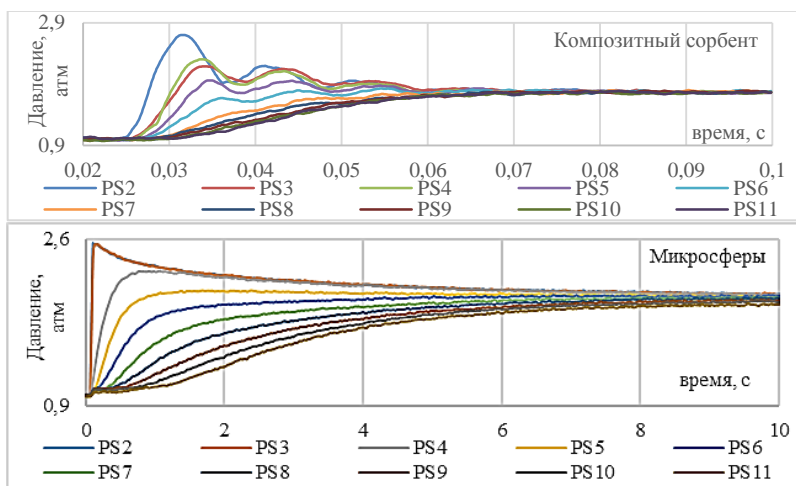 2,9
Композитный сорбент
Давление,
атм
время, с
0,9
0,02 0,03 0,04 0,05 0,06 0,07 0,08 0,09 0,1
PS2 PS3 PS4 PS5 PS6
PS7 PS8 PS9 PS10 PS11
2,6
Микросферы
Давление,
атм
время, с
0,9
0 2 4 6 8 10
PS2 PS3 PS4 PS5 PS6
PS7 PS8 PS9 PS10 PS11